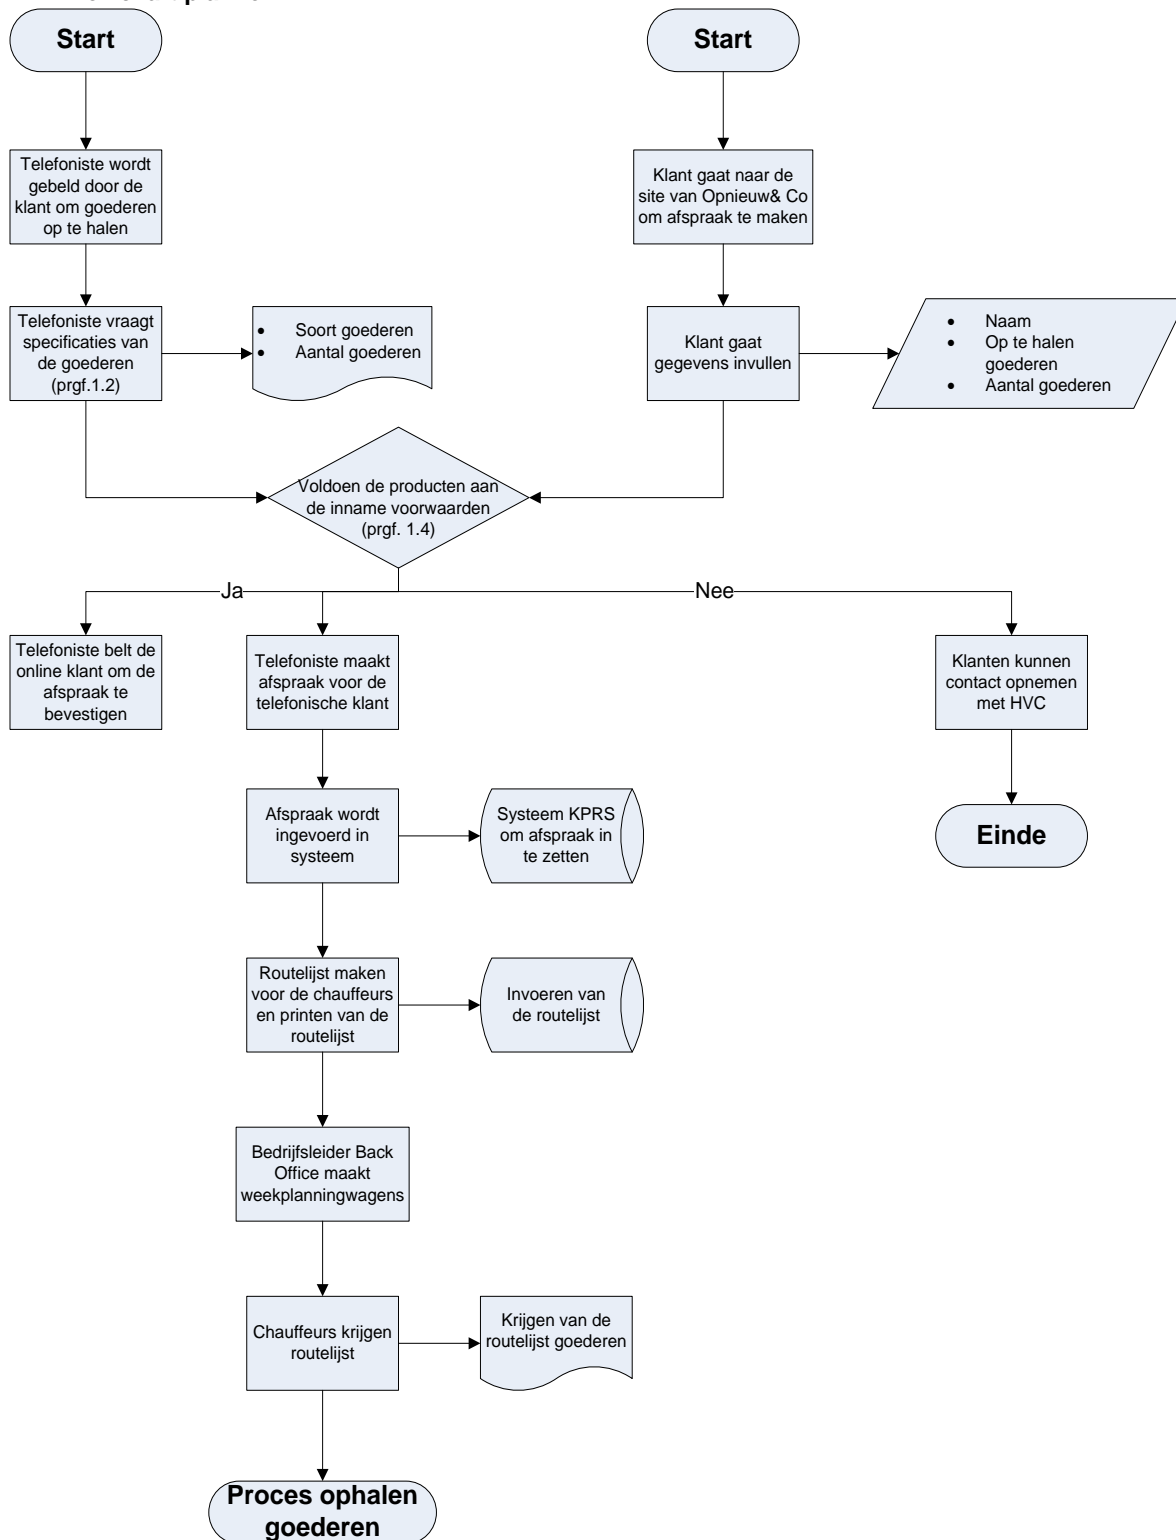 Start
Start
Telefoniste wordt
gebeld door de
klant om goederen
op te halen
Klant gaat naar de
site van Opnieuw& Co
om afspraak te maken
Telefoniste vraagt
specificaties van
de goederen
(prgf.1.2)
• Soort goederen
• Aantal goederen
Klant gaat
gegevens invullen
• Naam
• Op te halen
goederen
• Aantal goederen
Voldoen de producten aan
de inname voorwaarden
(prgf. 1.4)
Ja
Nee
Telefoniste belt de
online klant om de
afspraak te
bevestigen
Telefoniste maakt
afspraak voor de
telefonische klant
Klanten kunnen
contact opnemen
met HVC
Afspraak wordt
ingevoerd in
systeem
Systeem KPRS
om afspraak in
te zetten
Einde
Routelijst maken
voor de chauffeurs
en printen van de
routelijst
Invoeren van
de routelijst
Bedrijfsleider Back
Office maakt
weekplanningwagens
Chauffeurs krijgen
routelijst
Krijgen van de
routelijst goederen
Proces ophalen
goederen